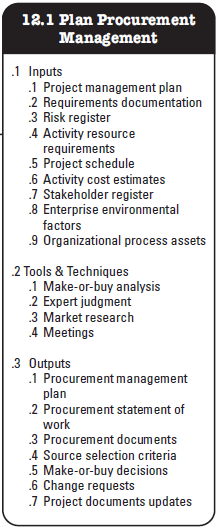 12.1 Plan Procurement
Management
.1 Inputs
.1 Project management plan
.2 Requirements documentation
.3 Risk register
.4 Activity resource
requirements
.5 Project schedule
.6 Activity cost estimates
.7 Stakeholder register
.8 Enterprise environmental
factors
.9 Organizational process assets
.2 Tools & Techniques
.1 Make-or-buy analysis
.2 Expert judgment
.3 Market research
.4 Meetings
.3 Outputs
.1 Procurement management
plan
.2 Procurement statement of
work
.3 Procurement documents
.4 Source selection criteria
.5 Make-or-buy decisions
.6 Change requests
.7 Project documents updates